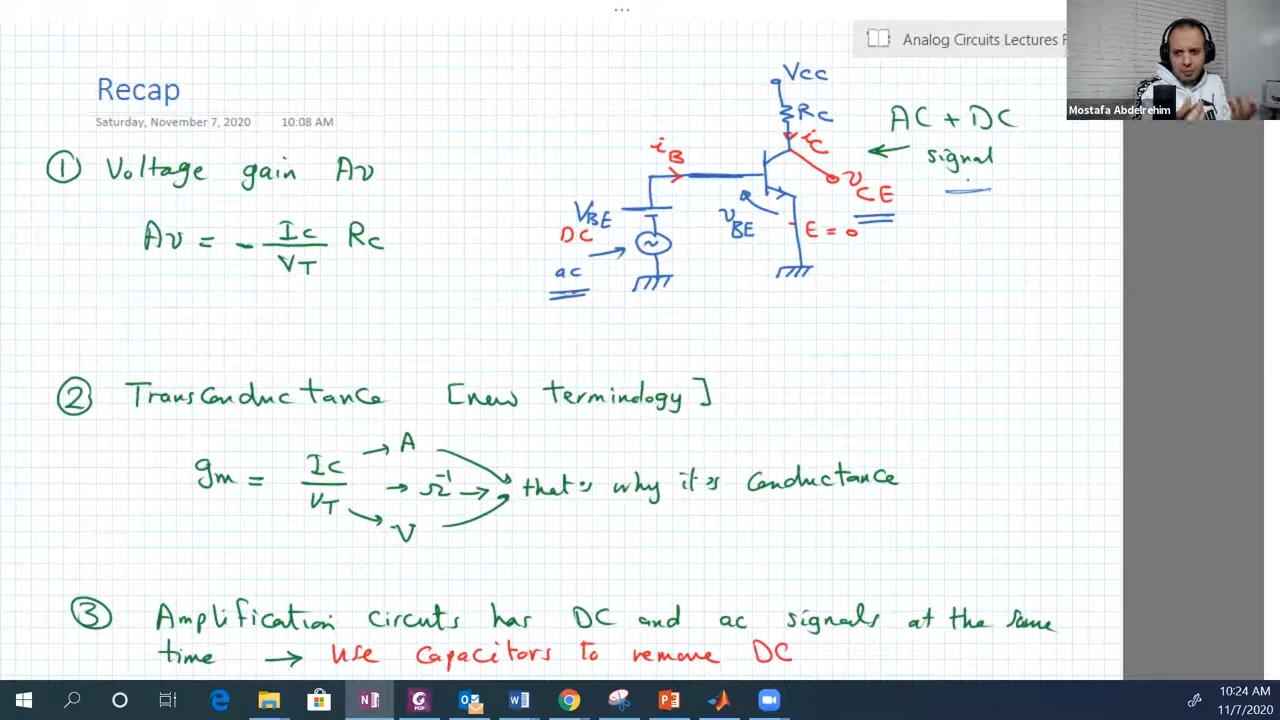 Analog Circuits Lectures F
Mostafa Abdelrehim
Recap
Saturday, November 7, 2020 10:08 AM
① Voltage gain Av
Av = - Ic / VT Rc
Vcc
Rc
iC
iB
VBE
DC
ac
vBE
E = 0
vCE
AC + DC
signal
② Transconductance [new terminology]
gm = Ic / VT → A → Ω⁻¹ → V that's why it's conductance
③ Amplification circuts has DC and ac signals at the same
time → use capacitors to remove DC
10:24 AM
11/7/2020